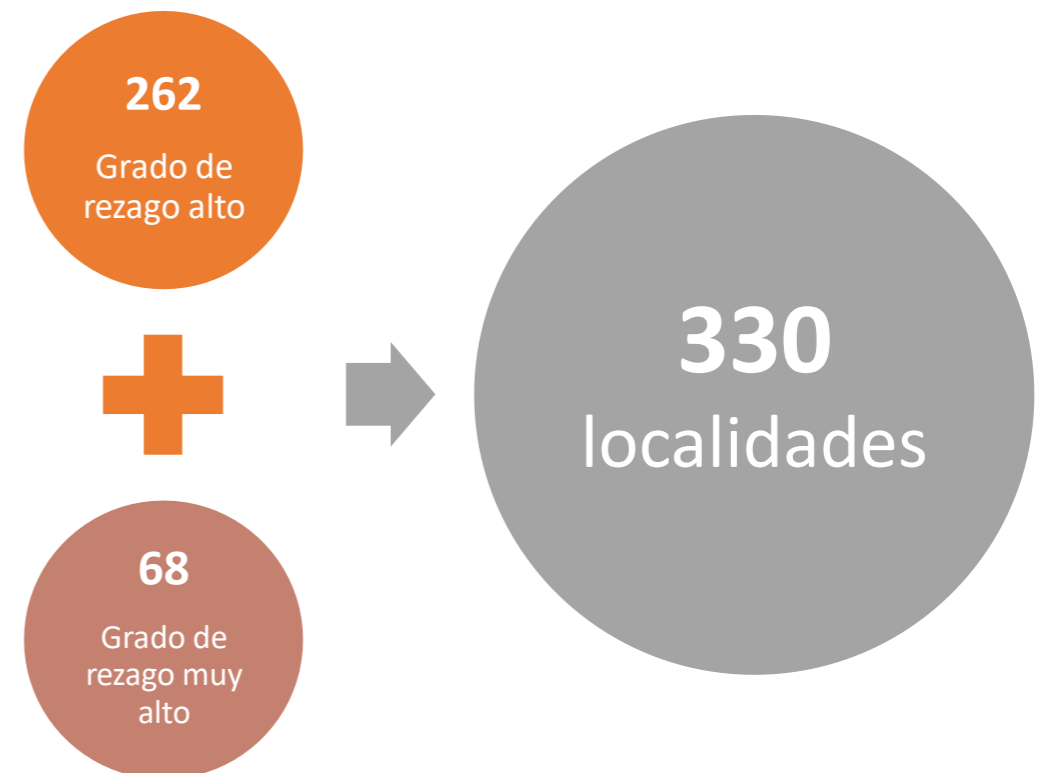 262
Grado de
rezago alto
68
Grado de
rezago muy
alto
330
localidades